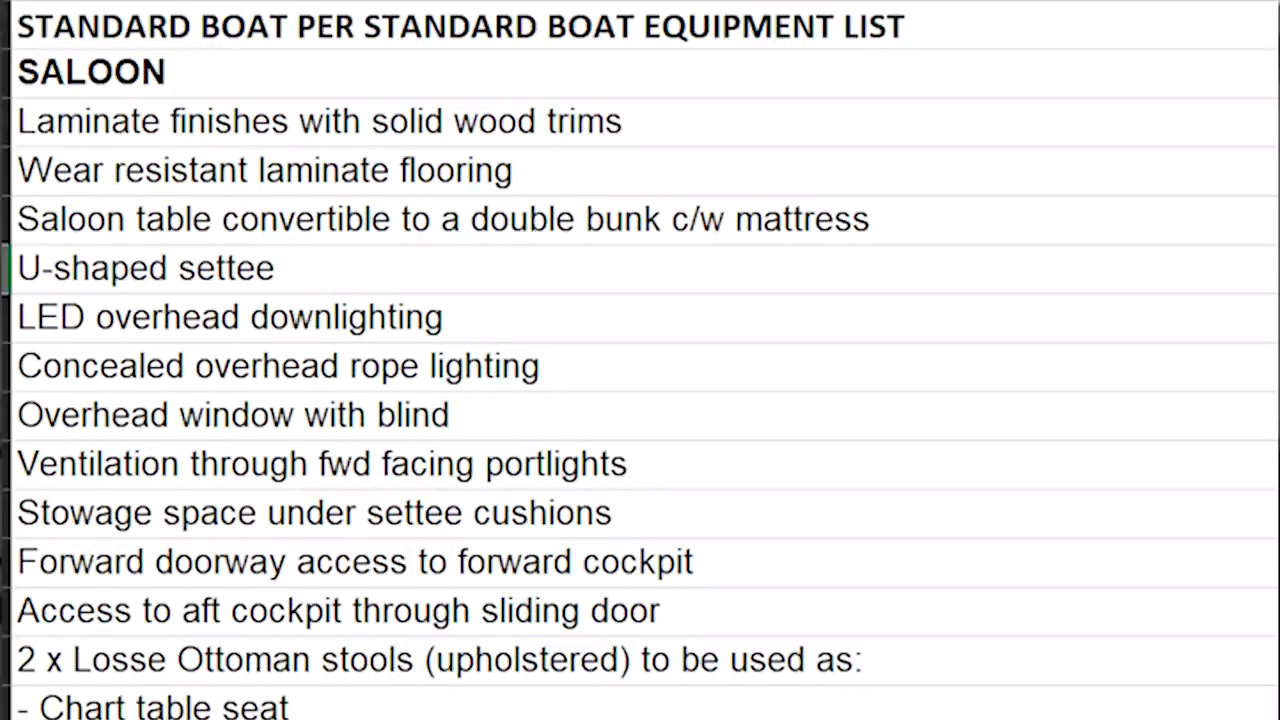 STANDARD BOAT PER STANDARD BOAT EQUIPMENT LIST
SALOON
Laminate finishes with solid wood trims
Wear resistant laminate flooring
Saloon table convertible to a double bunk c/w mattress
U-shaped settee
LED overhead downlighting
Concealed overhead rope lighting
Overhead window with blind
Ventilation through fwd facing portlights
Stowage space under settee cushions
Forward doorway access to forward cockpit
Access to aft cockpit through sliding door
2 x Losse Ottoman stools (upholstered) to be used as:
- Chart table seat